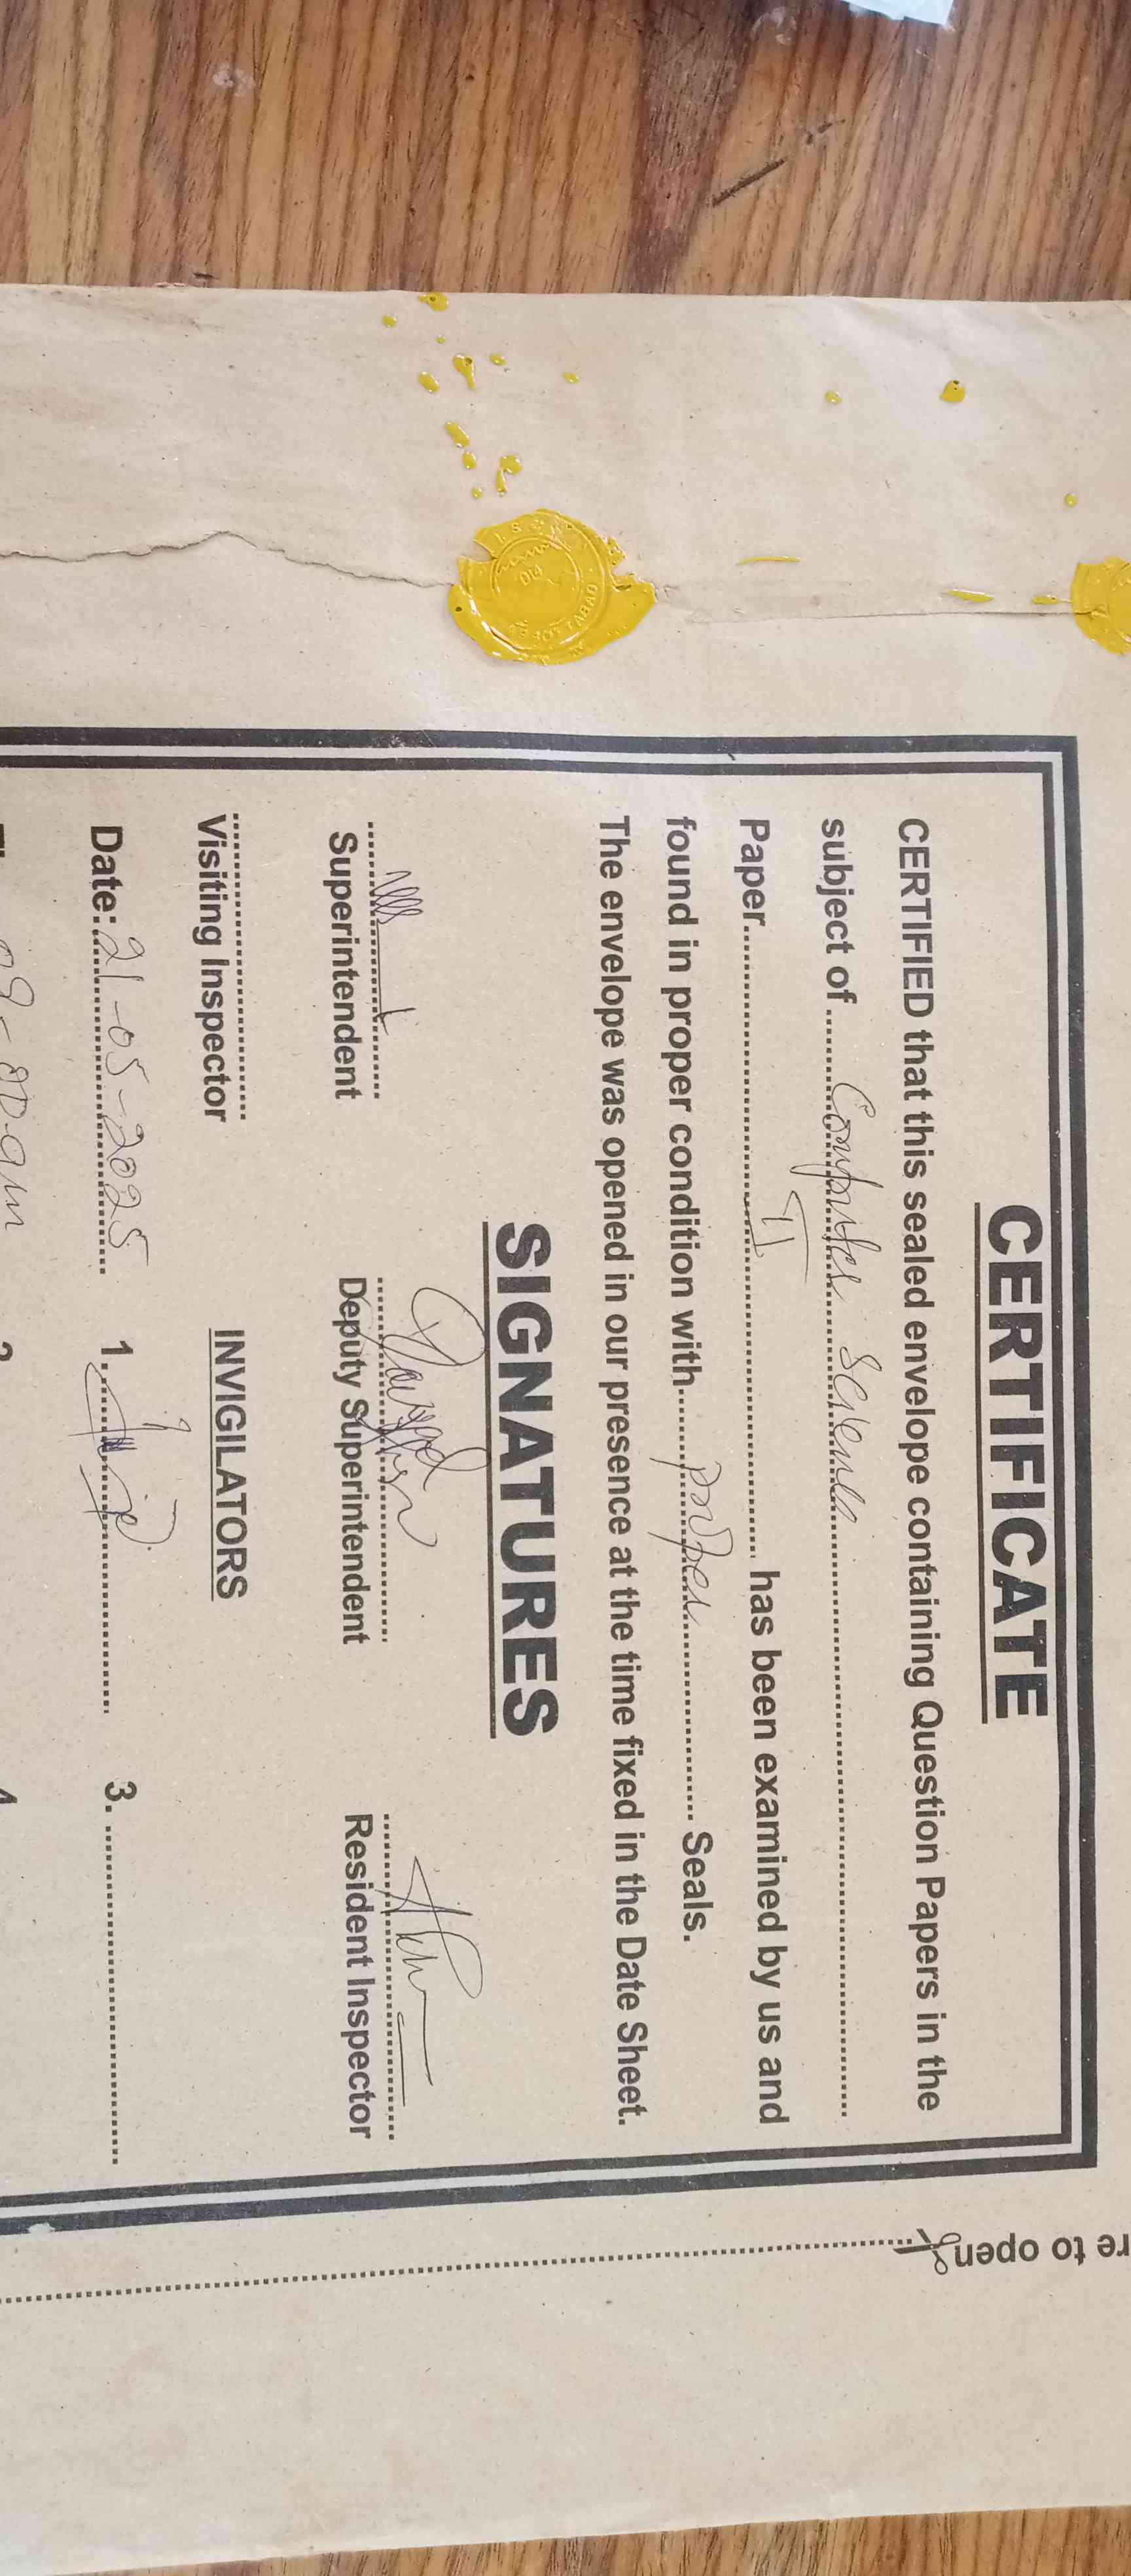 CERTIFICATE
CERTIFIED that this sealed envelope containing Question Papers in the
subject of Computer Science
Paper II has been examined by us and
found in proper condition with proper Seals.
The envelope was opened in our presence at the time fixed in the Date Sheet.
SIGNATURES
Superintendent Deputy Superintendent Resident Inspector
Visiting Inspector INVIGILATORS
Date: 21-05-2025 1. 3.
09-00 am
re to open